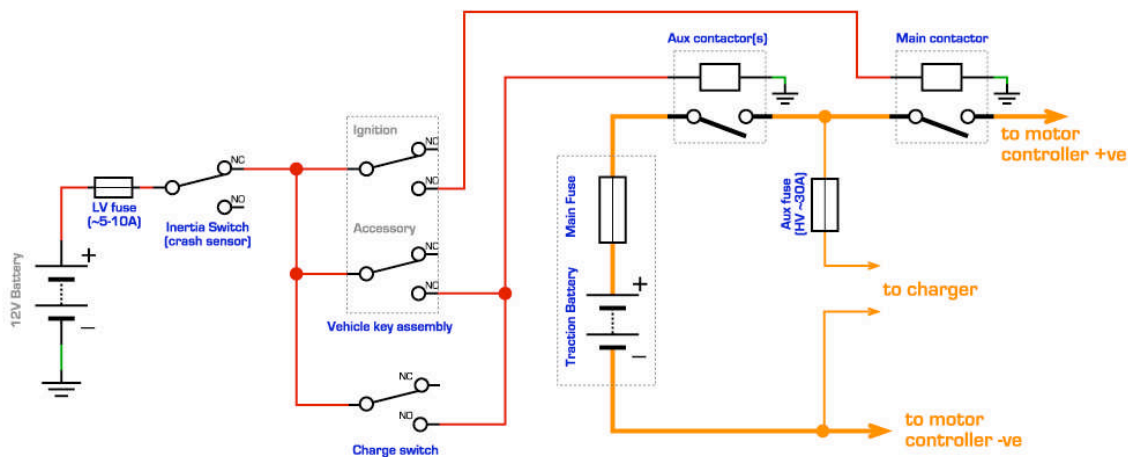 Aux contactor(s)
Main contactor
Ignition
NC
NO
NC
NO
LV fuse
(~5-10A)
Inertia Switch
(crash sensor)
Accessory
NC
NO
Vehicle key assembly
12V Battery
+
–
NC
NO
Charge switch
Main Fuse
Traction Battery
+
–
Aux fuse
(HV ~30A)
to motor
controller +ve
to charger
to motor
controller -ve